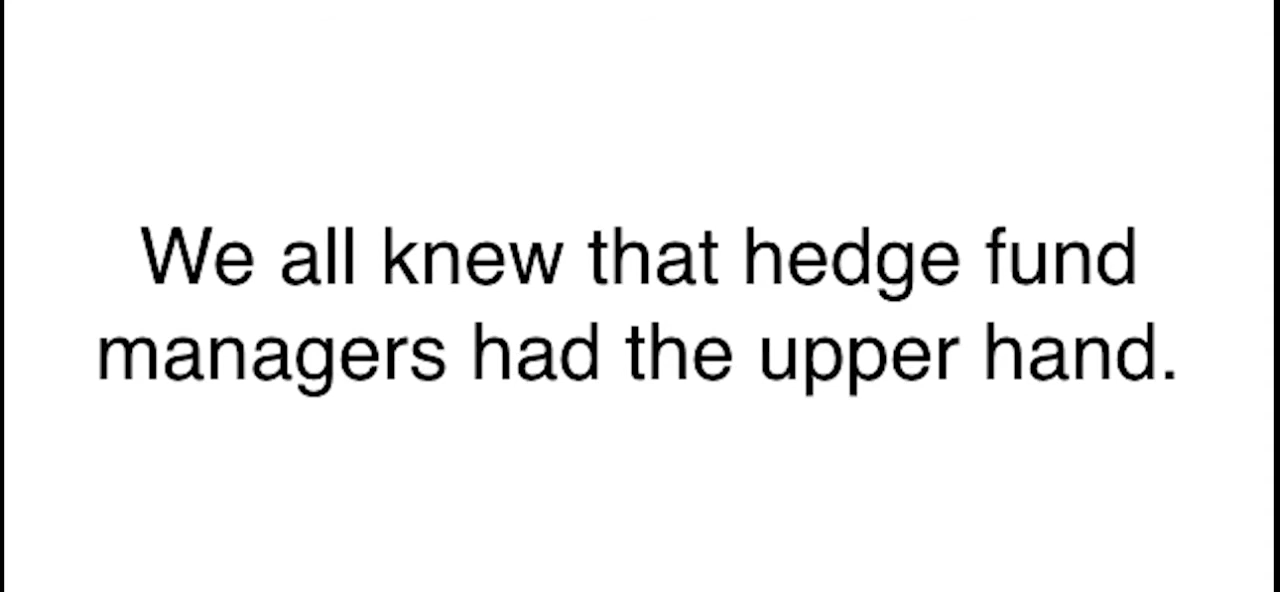 We all knew that hedge fund
managers had the upper hand.